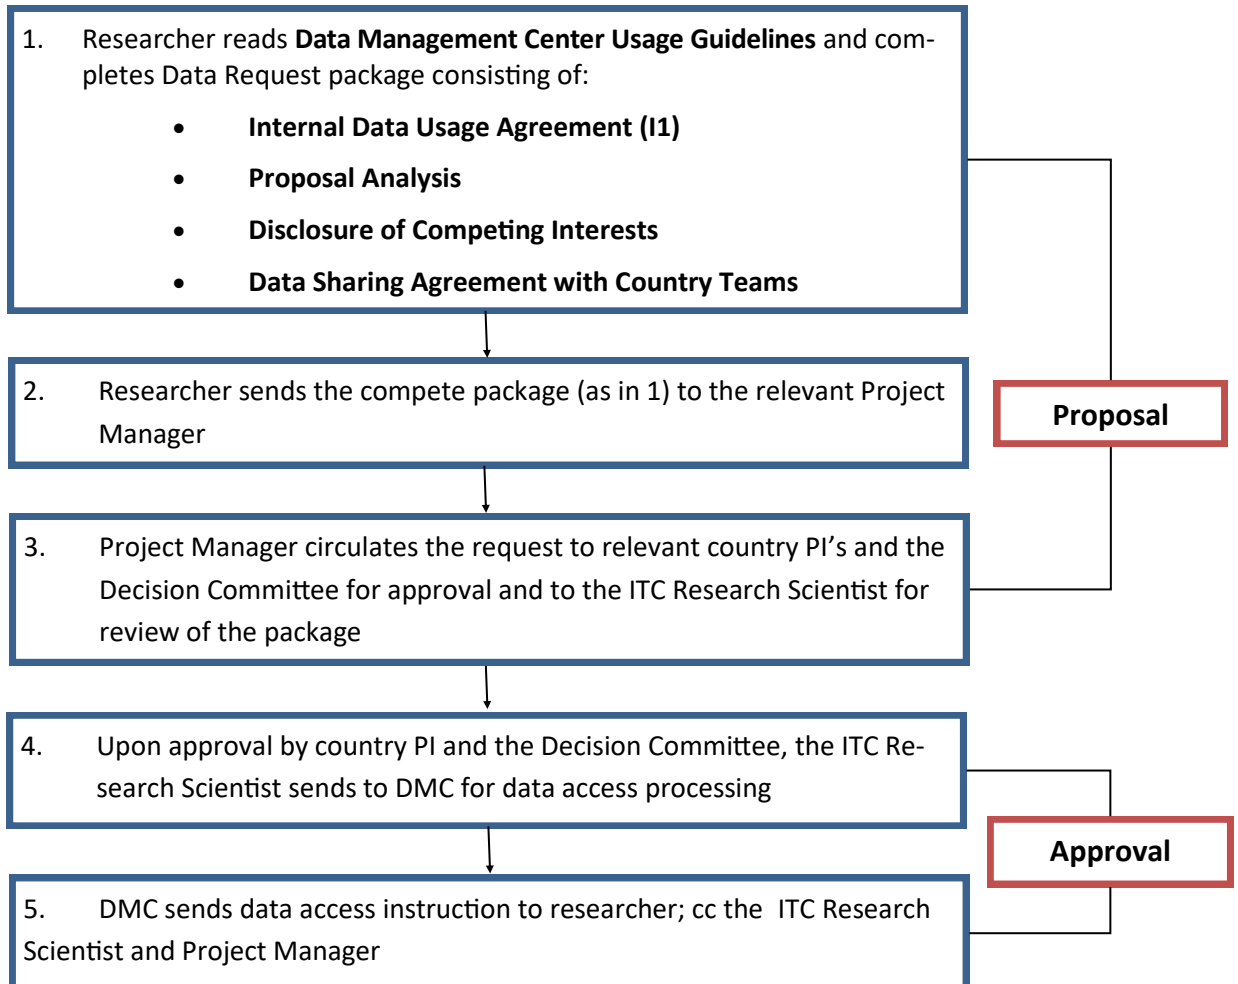 1. Researcher reads Data Management Center Usage Guidelines and com-
pletes Data Request package consisting of:
• Internal Data Usage Agreement (I1)
• Proposal Analysis
• Disclosure of Competing Interests
• Data Sharing Agreement with Country Teams
2. Researcher sends the compete package (as in 1) to the relevant Project
Manager
Proposal
3. Project Manager circulates the request to relevant country PI’s and the
Decision Committee for approval and to the ITC Research Scientist for
review of the package
4. Upon approval by country PI and the Decision Committee, the ITC Re-
search Scientist sends to DMC for data access processing
Approval
5. DMC sends data access instruction to researcher; cc the ITC Research
Scientist and Project Manager